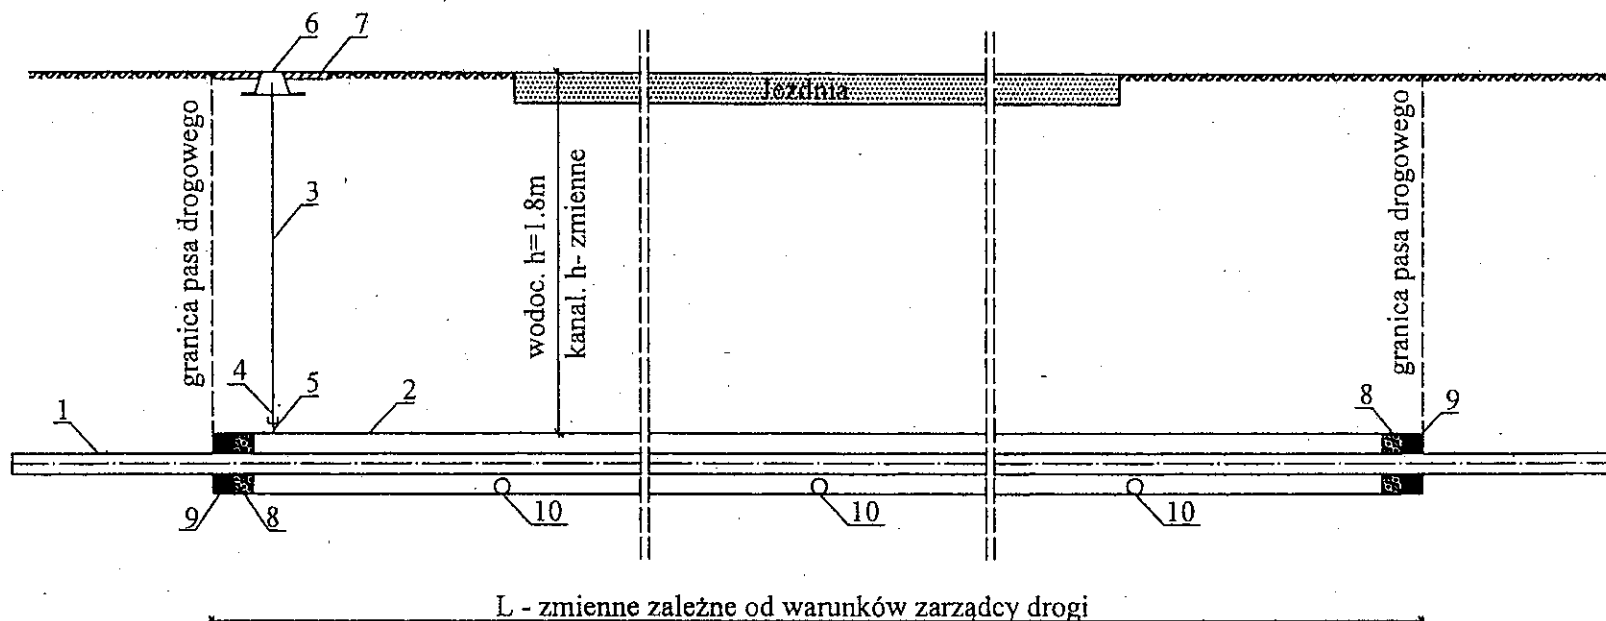 6 7
Jezdnia
granica pasa drogowego
3
wodoc. h=1.8m
kanal. h- zmienne
granica pasa drogowego
4 5 2 8 9
1
9 8 10 10 10
L - zmienne zależne od warunków zarządcy drogi